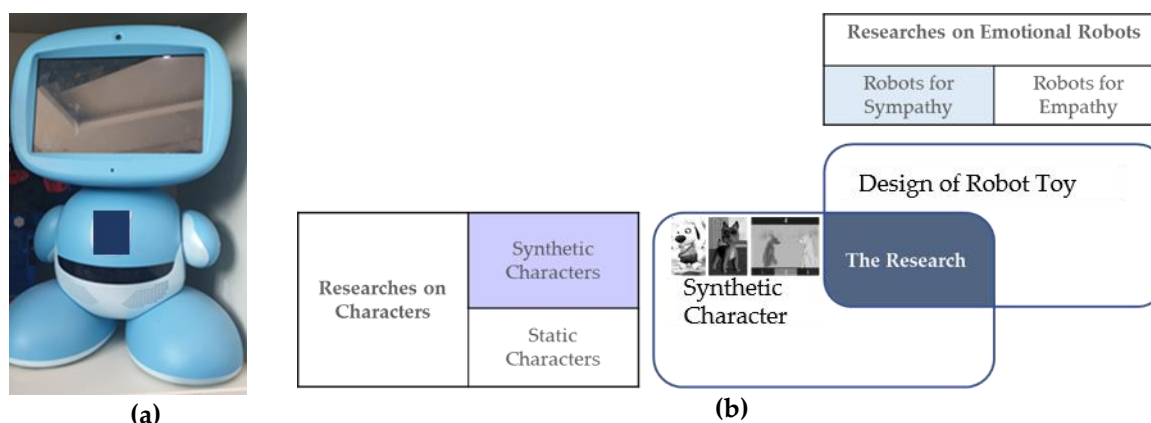 Researches on Emotional Robots
Robots for
Sympathy
Robots for
Empathy
Design of Robot Toy
Researches on
Characters
Synthetic
Characters
Static
Characters
Synthetic
Character
The Research
(a)
(b)